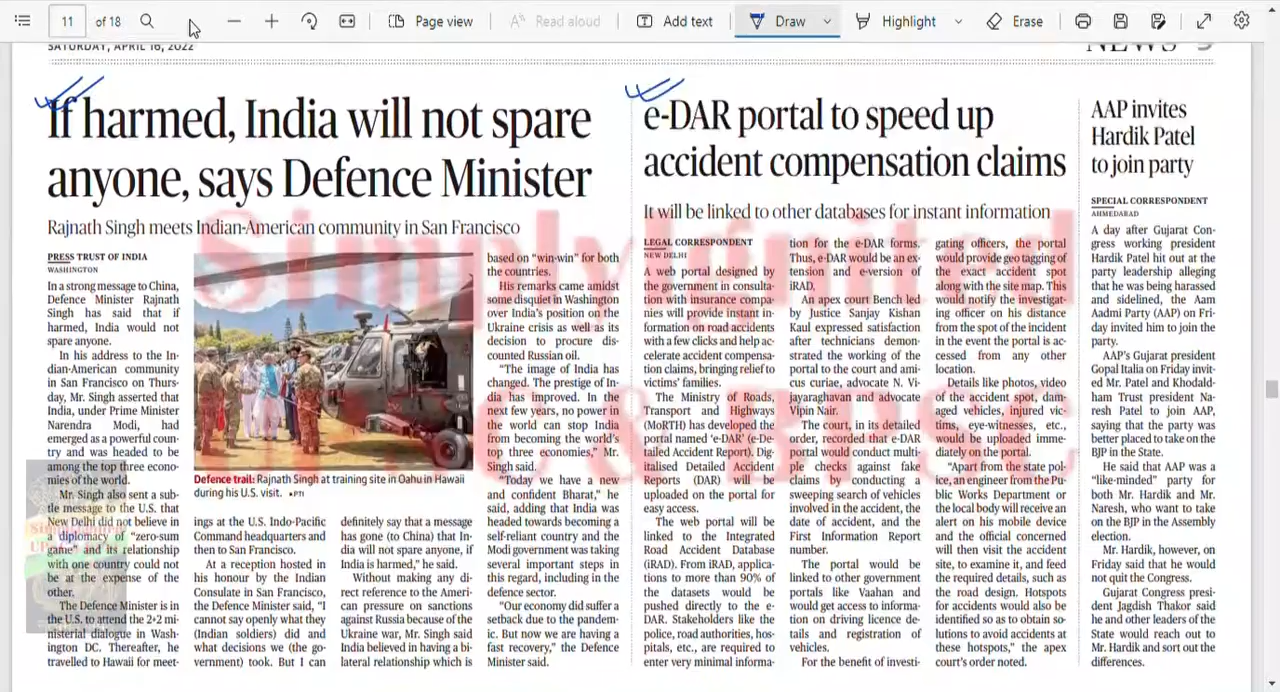 11 of 18 Page view Read aloud Add text Draw Highlight Erase
SATURDAY, APRIL 16, 2022
NEWS 5
If harmed, India will not spare
anyone, says Defence Minister
Rajnath Singh meets Indian-American community in San Francisco
PRESS TRUST OF INDIA
WASHINGTON
In a strong message to China,
Defence Minister Rajnath
Singh has said that if
harmed, India would not
spare anyone.
In his address to the In-
dian-American community
in San Francisco on Thurs-
day, Mr. Singh asserted that
India, under Prime Minister
Narendra Modi, had
emerged as a powerful coun-
try and was headed to be
among the top three econo-
mies of the world.
Mr. Singh also sent a sub-
tle message to the U.S. that
New Delhi did not believe in
a diplomacy of “zero-sum
game” and its relationship
with one country could not
be at the expense of the
other.
The Defence Minister is in
the U.S. to attend the 2+2 mi-
nisterial dialogue in Wash-
ington DC. Thereafter, he
travelled to Hawaii for meet-
Defence trail: Rajnath Singh at training site in Oahu in Hawaii
during his U.S. visit. •PTI
ings at the U.S. Indo-Pacific
Command headquarters and
then to San Francisco.
At a reception hosted in
his honour by the Indian
Consulate in San Francisco,
the Defence Minister said, “I
cannot say openly what they
(Indian soldiers) did and
what decisions we (the go-
vernment) took. But I can
definitely say that a message
has gone (to China) that In-
dia will not spare anyone, if
India is harmed,” he said.
Without making any di-
rect reference to the Ameri-
can pressure on sanctions
against Russia because of the
Ukraine war, Mr. Singh said
India believed in having a bi-
lateral relationship which is
based on “win-win” for both
the countries.
His remarks came amidst
some disquiet in Washington
over India’s position on the
Ukraine crisis as well as its
decision to procure dis-
counted Russian oil.
“The image of India has
changed. The prestige of In-
dia has improved. In the
next few years, no power in
the world can stop India
from becoming the world’s
top three economies,” Mr.
Singh said.
“Today we have a new
and confident Bharat,” he
said, adding that India was
headed towards becoming a
self-reliant country and the
Modi government was taking
several important steps in
this regard, including in the
defence sector.
“Our economy did suffer a
setback due to the pandem-
ic. But now we are having a
fast recovery,” the Defence
Minister said.
e-DAR portal to speed up
accident compensation claims
It will be linked to other databases for instant information
LEGAL CORRESPONDENT
NEW DELHI
A web portal designed by
the government in consulta-
tion with insurance compa-
nies will provide instant in-
formation on road accidents
with a few clicks and help ac-
celerate accident compensa-
tion claims, bringing relief to
victims’ families.
The Ministry of Roads,
Transport and Highways
(MoRTH) has developed the
portal named ‘e-DAR’ (e-De-
tailed Accident Report). Dig-
italised Detailed Accident
Reports (DAR) will be
uploaded on the portal for
easy access.
The web portal will be
linked to the Integrated
Road Accident Database
(iRAD). From iRAD, applica-
tions to more than 90% of
the datasets would be
pushed directly to the e-
DAR. Stakeholders like the
police, road authorities, hos-
pitals, etc., are required to
enter very minimal informa-
tion for the e-DAR forms.
Thus, e-DAR would be an ex-
tension and e-version of
iRAD.
An apex court Bench led
by Justice Sanjay Kishan
Kaul expressed satisfaction
after technicians demon-
strated the working of the
portal to the court and ami-
cus curiae, advocate N. Vi-
jayaraghavan and advocate
Vipin Nair.
The court, in its detailed
order, recorded that e-DAR
portal would conduct multi-
ple checks against fake
claims by conducting a
sweeping search of vehicles
involved in the accident, the
date of accident, and the
First Information Report
number.
The portal would be
linked to other government
portals like Vaahan and
would get access to informa-
tion on driving licence de-
tails and registration of
vehicles.
For the benefit of investi-
gating officers, the portal
would provide geo tagging of
the exact accident spot
along with the site map. This
would notify the investigat-
ing officer on his distance
from the spot of the incident
in the event the portal is ac-
cessed from any other
location.
Details like photos, video
of the accident spot, dam-
aged vehicles, injured vic-
tims, eye-witnesses, etc.,
would be uploaded imme-
diately on the portal.
“Apart from the state pol-
ice, an engineer from the Pu-
blic Works Department or
the local body will receive an
alert on his mobile device
and the official concerned
will then visit the accident
site, to examine it, and feed
the required details, such as
the road design. Hotspots
for accidents would also be
identified so as to obtain so-
lutions to avoid accidents at
these hotspots,” the apex
court’s order noted.
AAP invites
Hardik Patel
to join party
SPECIAL CORRESPONDENT
AHMEDABAD
A day after Gujarat Con-
gress working president
Hardik Patel hit out at the
party leadership alleging
that he was being harassed
and sidelined, the Aam
Aadmi Party (AAP) on Fri-
day invited him to join the
party.
AAP’s Gujarat president
Gopal Italia on Friday invit-
ed Mr. Patel and Khodald-
ham Trust president Na-
resh Patel to join AAP,
saying that the party was
better placed to take on the
BJP in the State.
He said that AAP was a
“like-minded” party for
both Mr. Hardik and Mr.
Naresh, who want to take
on the BJP in the Assembly
election.
Mr. Hardik, however, on
Friday said that he would
not quit the Congress.
Gujarat Congress presi-
dent Jagdish Thakor said
he and other leaders of the
State would reach out to
Mr. Hardik and sort out the
differences.